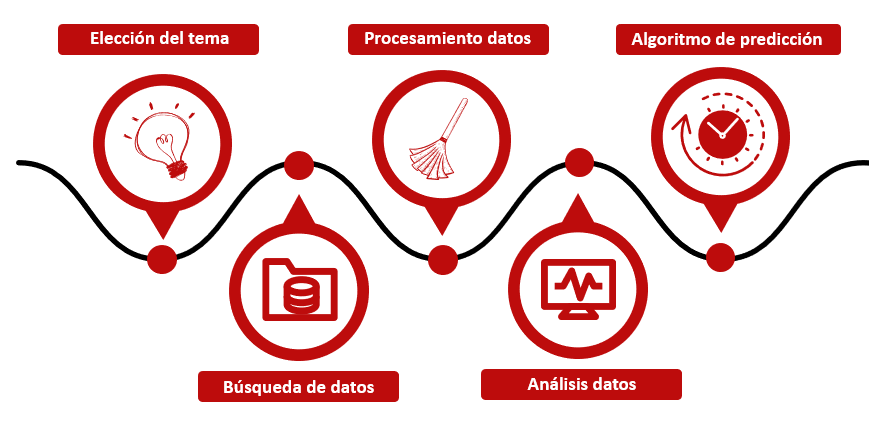 Elección del tema
Procesamiento datos
Algoritmo de predicción
Búsqueda de datos
Análisis datos